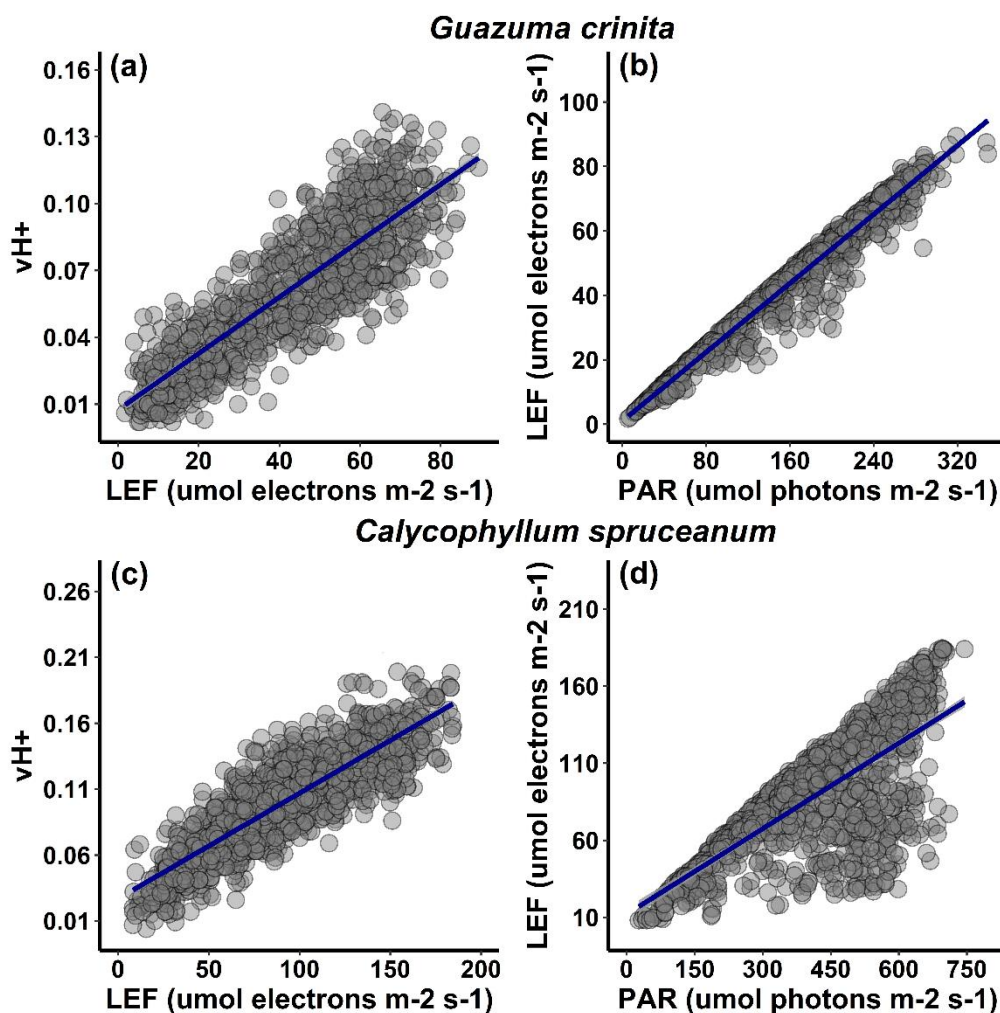 Guazuma crinita
(a)
vH+
0.16
0.13
0.10
0.07
0.04
0.01
0 20 40 60 80
LEF (umol electrons m-2 s-1)
(b)
LEF (umol electrons m-2 s-1)
100
80
60
40
20
0
0 80 160 240 320
PAR (umol photons m-2 s-1)
Calycophyllum spruceanum
(c)
vH+
0.26
0.21
0.16
0.11
0.06
0.01
0 50 100 150 200
LEF (umol electrons m-2 s-1)
(d)
LEF (umol electrons m-2 s-1)
210
160
110
60
10
0 150 300 450 600 750
PAR (umol photons m-2 s-1)